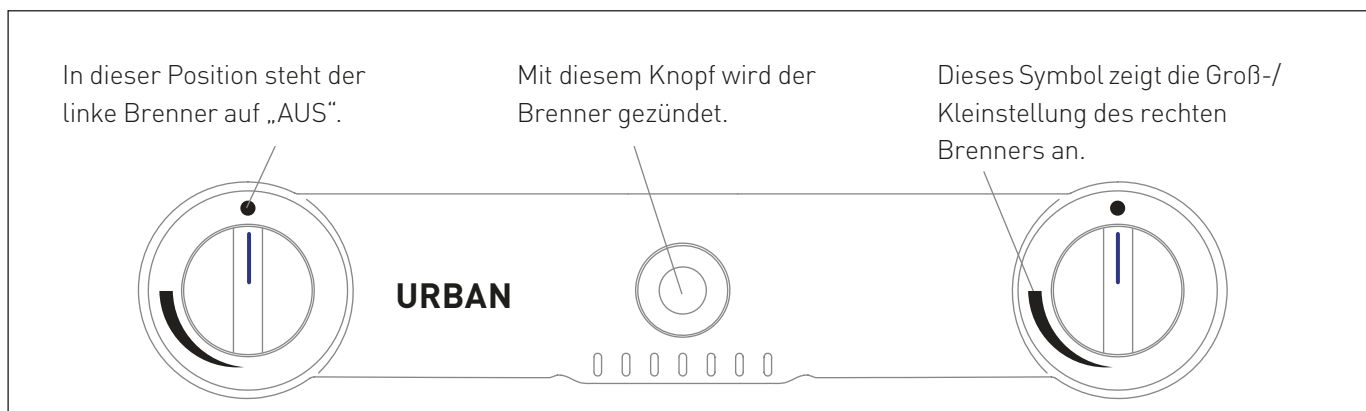 In dieser Position steht der
linke Brenner auf „AUS“.
Mit diesem Knopf wird der
Brenner gezündet.
Dieses Symbol zeigt die Groß-/
Kleinstellung des rechten
Brenners an.
URBAN